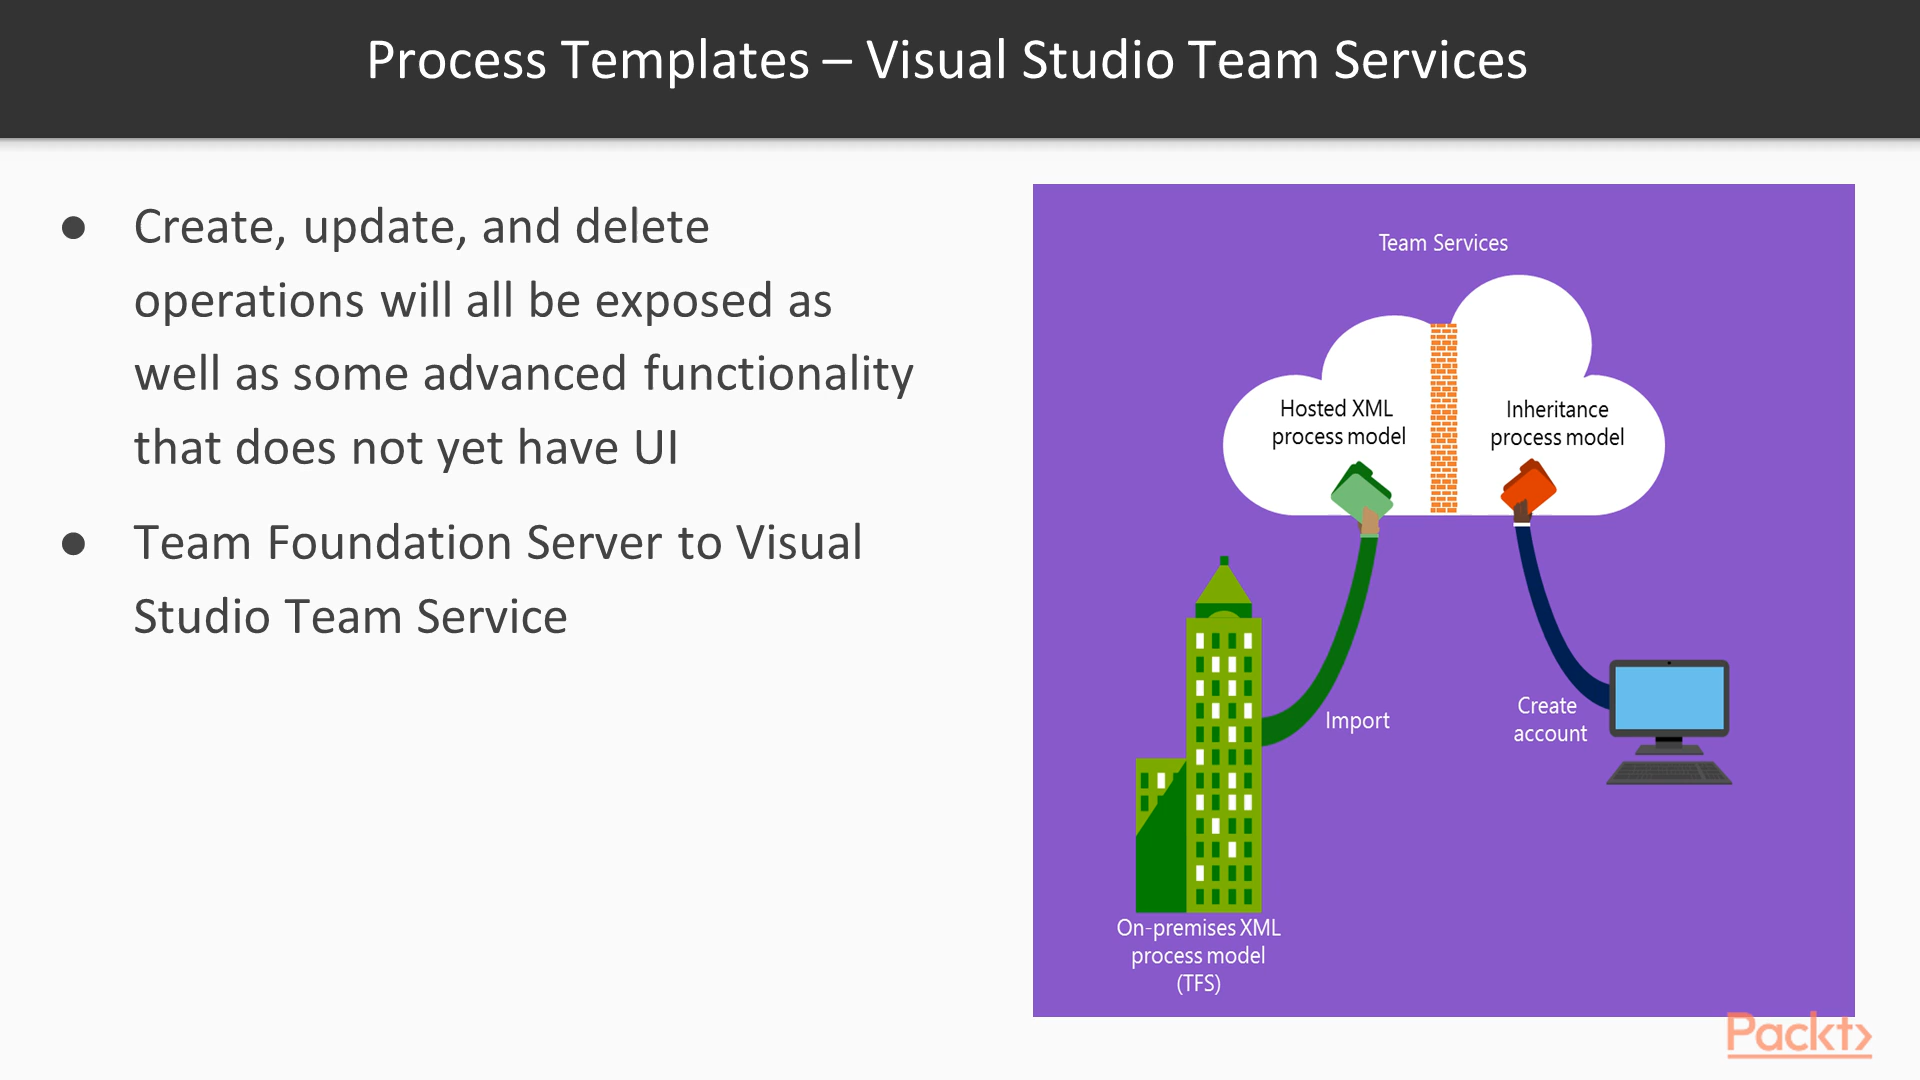 Process Templates – Visual Studio Team Services
● Create, update, and delete
operations will all be exposed as
well as some advanced functionality
that does not yet have UI
● Team Foundation Server to Visual
Studio Team Service
Team Services
Hosted XML
process model
Inheritance
process model
Import
Create
account
On-premises XML
process model
(TFS)
Packt>